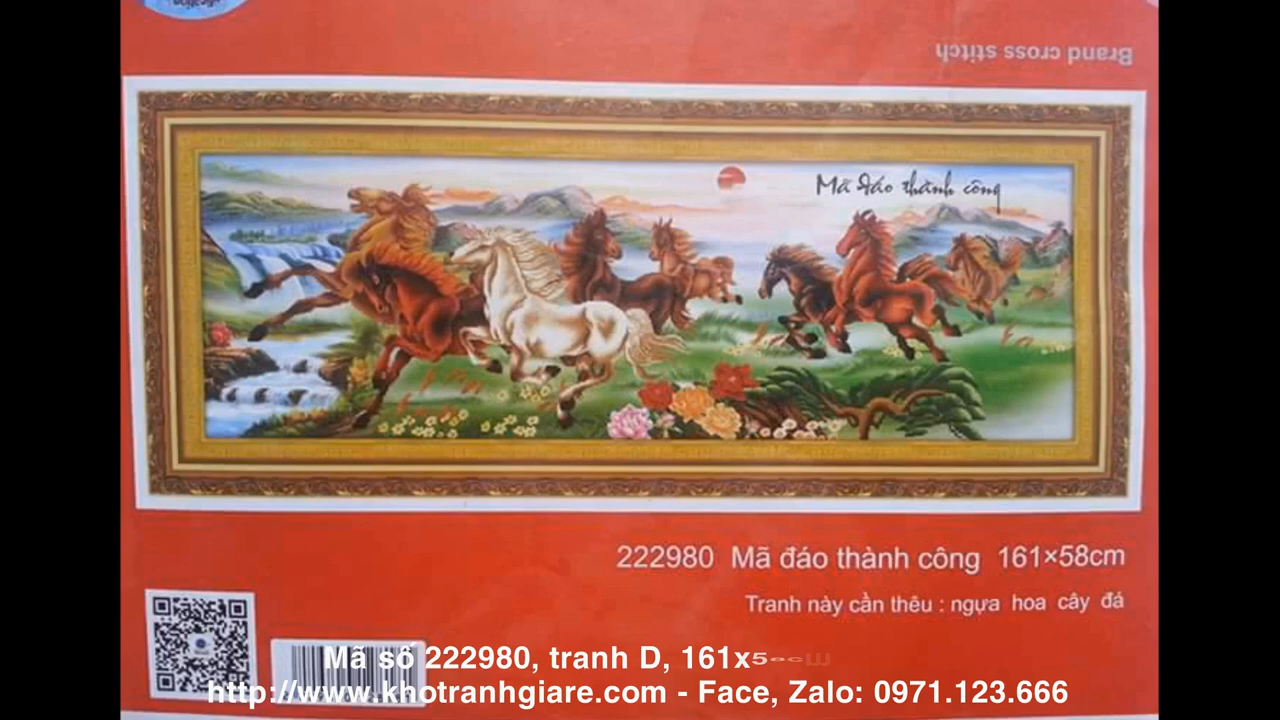 Brand cross stitch
Mã đáo thành công
222980 Mã đáo thành công 161×58cm
Tranh này cần thêu : ngựa hoa cây đá
Mã số 222980, tranh D, 161x5
http://www.khotranhgiare.com - Face, Zalo: 0971.123.666